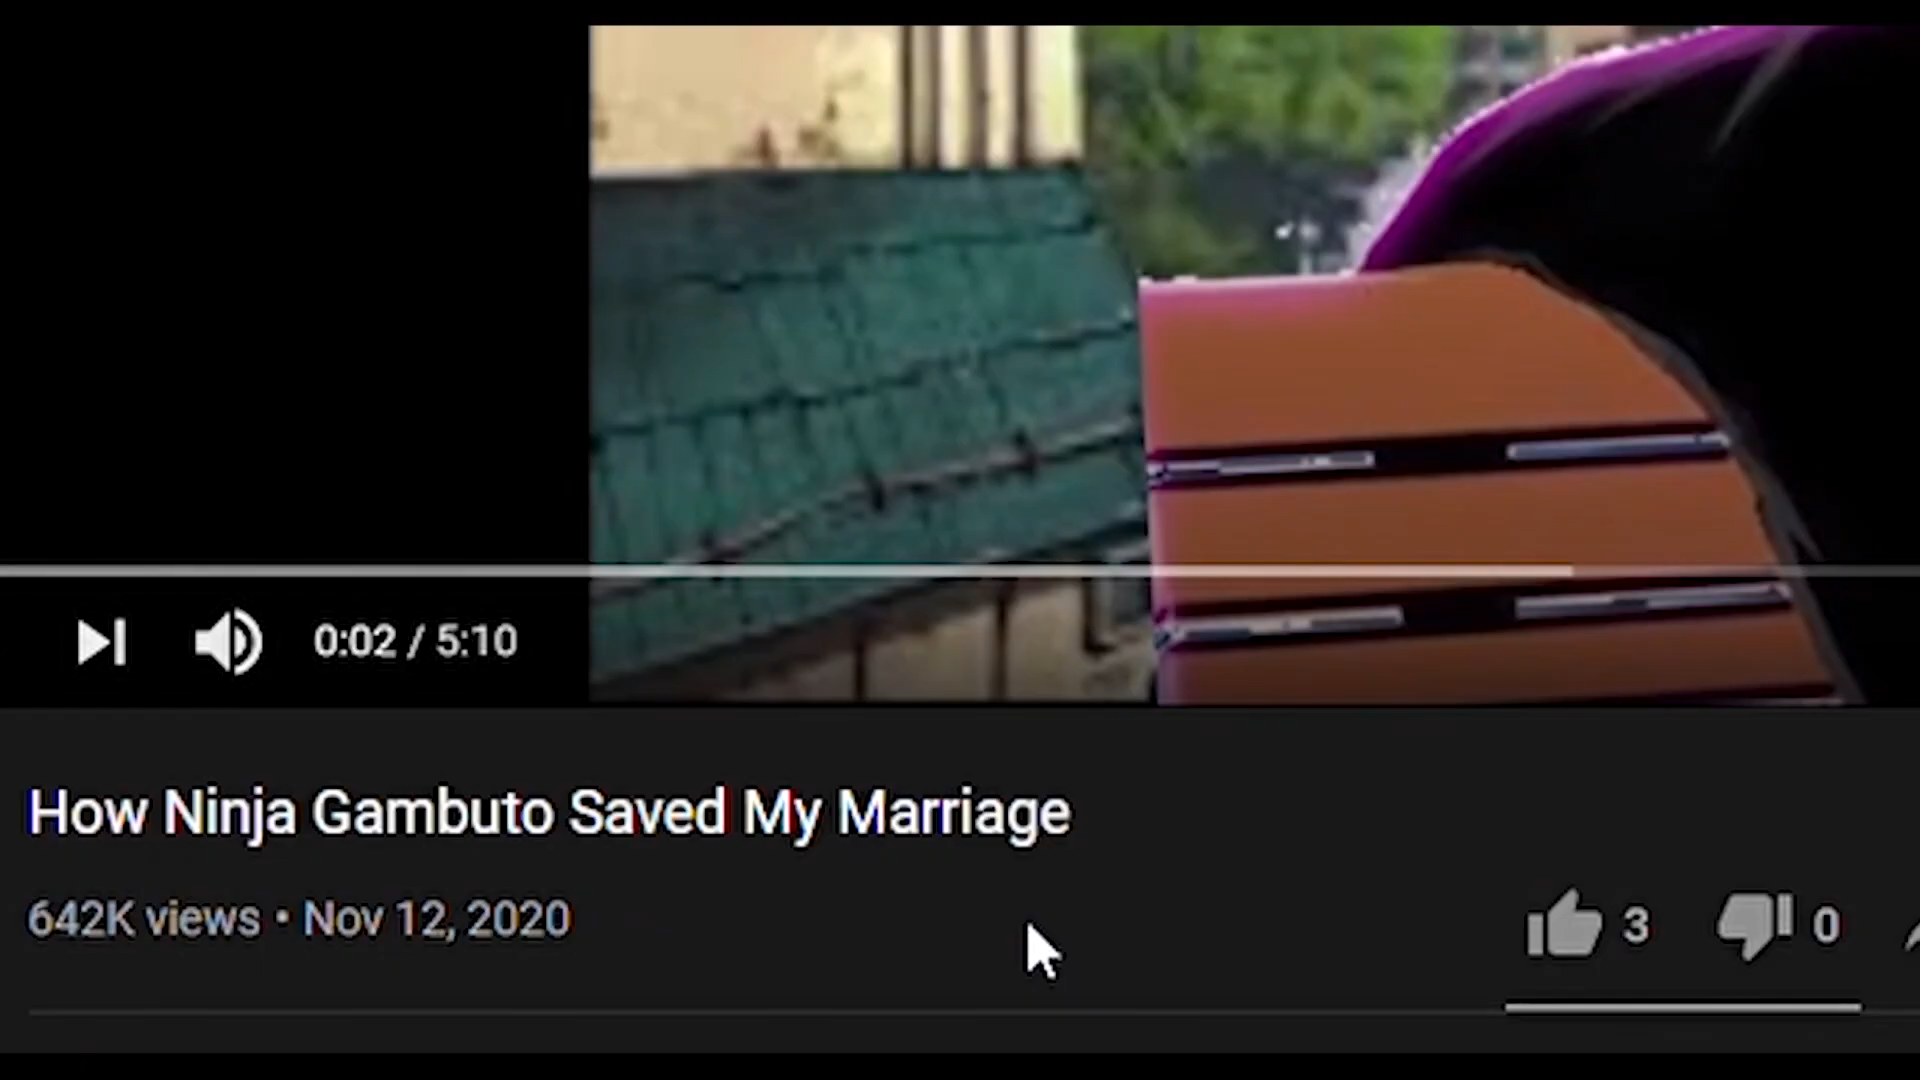 0:02 / 5:10
How Ninja Gambuto Saved My Marriage
642K views • Nov 12, 2020
3 0